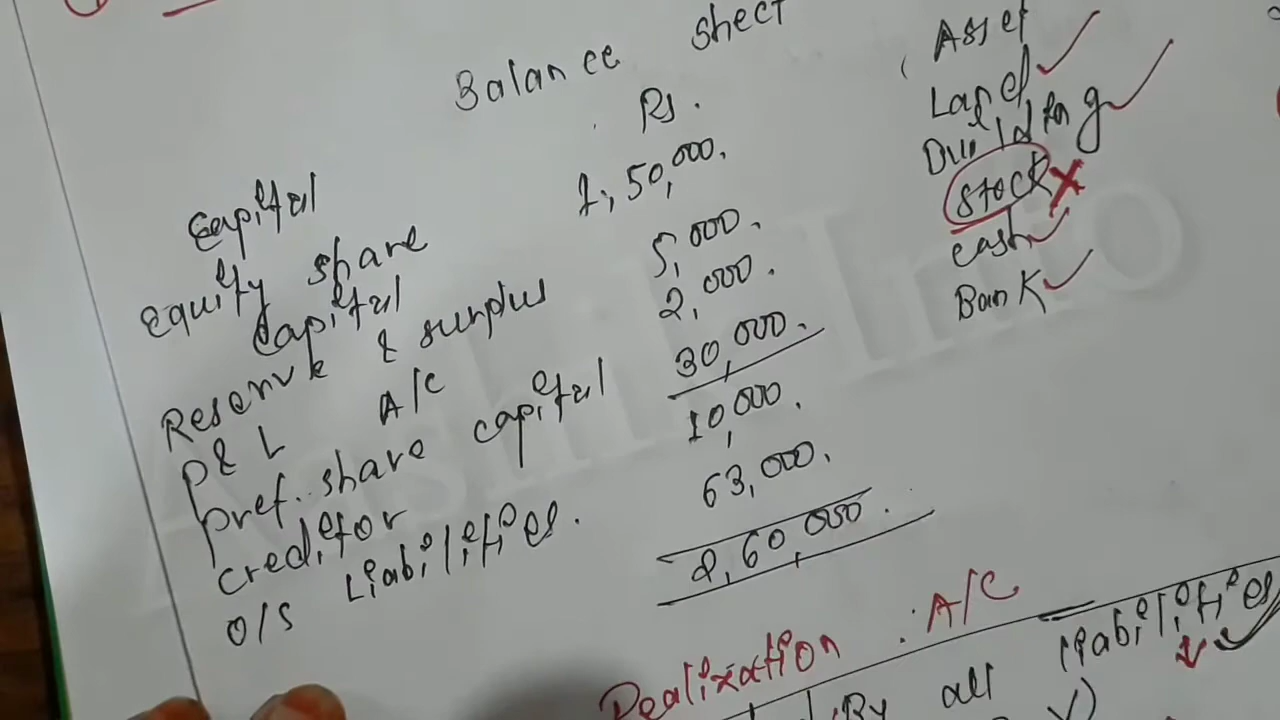 Balance Sheet
Rs.
Capital
Equity share 1,50,000.
Capital
Reserve & surplus 5,000.
P & L A/C 2,000.
pref. share capital 30,000.
creditor 10,000.
O/S Liabilities. 63,000.
2,60,000.
Asset
Land
Building
Stock
cash
Bank
Realization A/C
By all liabilities